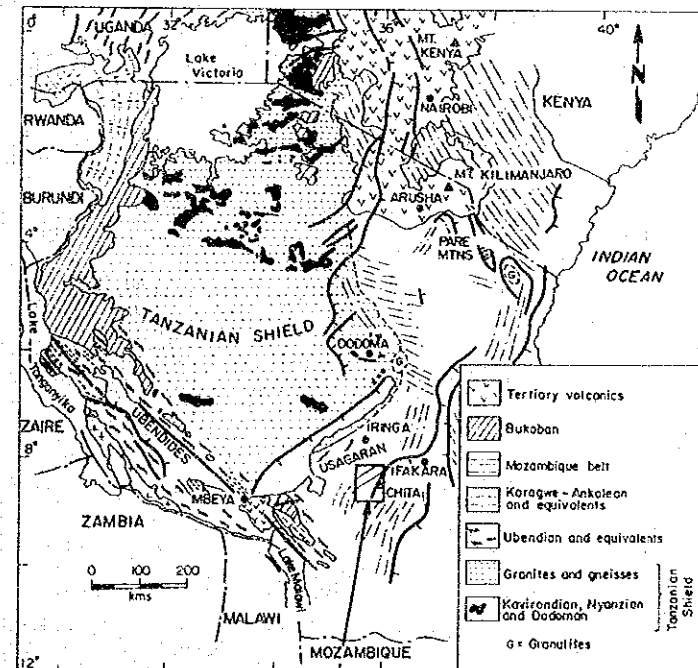 0° 32° 36° 40°
UGANDA
Lake
Victoria
MT.
KENYA
N
NAIROBI
KENYA
RWANDA
BURUNDI
MT. KILIMANJARO
ARUSHA
4°
PARE
MTNS
G
G
INDIAN
OCEAN
TANZANIAN SHIELD
DODOMA
G
Lake
Tanganyika
UBENDIDES
ZAIRE
8°
IRINGA
USAGARAN
IFAKARA
CHITA
MBEYA
ZAMBIA
0 100 200
kms
Lake Malawi
MALAWI
MOZAMBIQUE
12°
Tertiary volcanics
Bukoban
Mozambique belt
Karagwe-Ankolean
and equivalents
Ubendian and equivalents
Granites and gneisses
Kavirondian, Nyanzian
and Dodoman
Tanzanian
Shield
G = Granulites